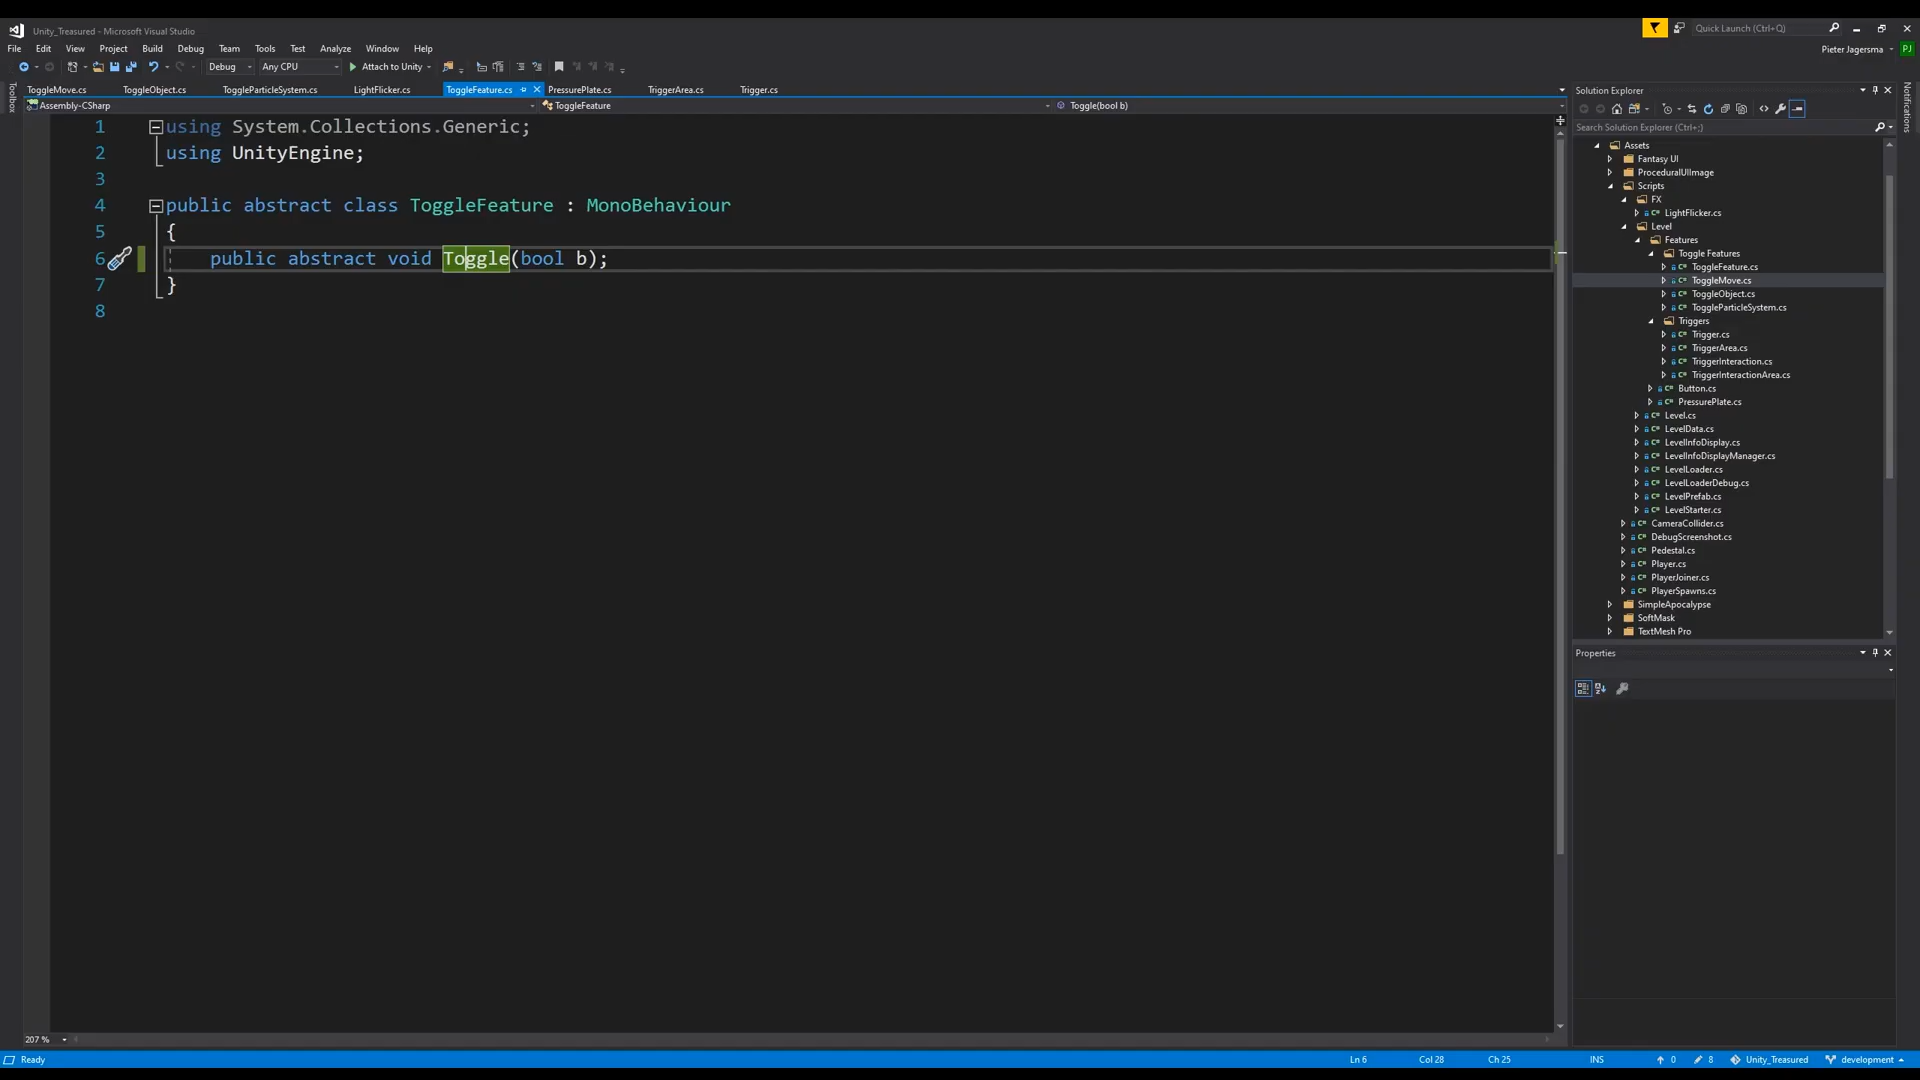 Unity_Treasured - Microsoft Visual Studio
Quick Launch (Ctrl+Q)
File Edit View Project Build Debug Team Tools Test Analyze Window Help
Pieter Jagersma PJ
Debug Any CPU Attach to Unity
Toolbox
ToggleMove.cs ToggleObject.cs ToggleParticleSystem.cs LightFlicker.cs ToggleFeature.cs PressurePlate.cs TriggerArea.cs Trigger.cs
Assembly-CSharp ToggleFeature Toggle(bool b)
1 using System.Collections.Generic;
2 using UnityEngine;
3
4 public abstract class ToggleFeature : MonoBehaviour
5 {
6 public abstract void Toggle(bool b);
7 }
8
Solution Explorer
Notifications
Search Solution Explorer (Ctrl+;)
Assets
Fantasy UI
ProceduralUIImage
Scripts
FX
C# LightFlicker.cs
Level
Features
Toggle Features
C# ToggleFeature.cs
C# ToggleMove.cs
C# ToggleObject.cs
C# ToggleParticleSystem.cs
Triggers
C# Trigger.cs
C# TriggerArea.cs
C# TriggerInteraction.cs
C# TriggerInteractionArea.cs
C# Button.cs
C# PressurePlate.cs
C# Level.cs
C# LevelData.cs
C# LevelInfoDisplay.cs
C# LevelInfoDisplayManager.cs
C# LevelLoader.cs
C# LevelLoaderDebug.cs
C# LevelPrefab.cs
C# LevelStarter.cs
C# CameraCollider.cs
C# DebugScreenshot.cs
C# Pedestal.cs
C# Player.cs
C# PlayerJoiner.cs
C# PlayerSpawns.cs
SimpleApocalypse
SoftMask
TextMesh Pro
Properties
207 %
Ready Ln 6 Col 28 Ch 25 INS 0 8 Unity_Treasured development